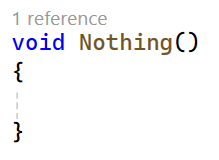 1 reference
void Nothing()
{
}